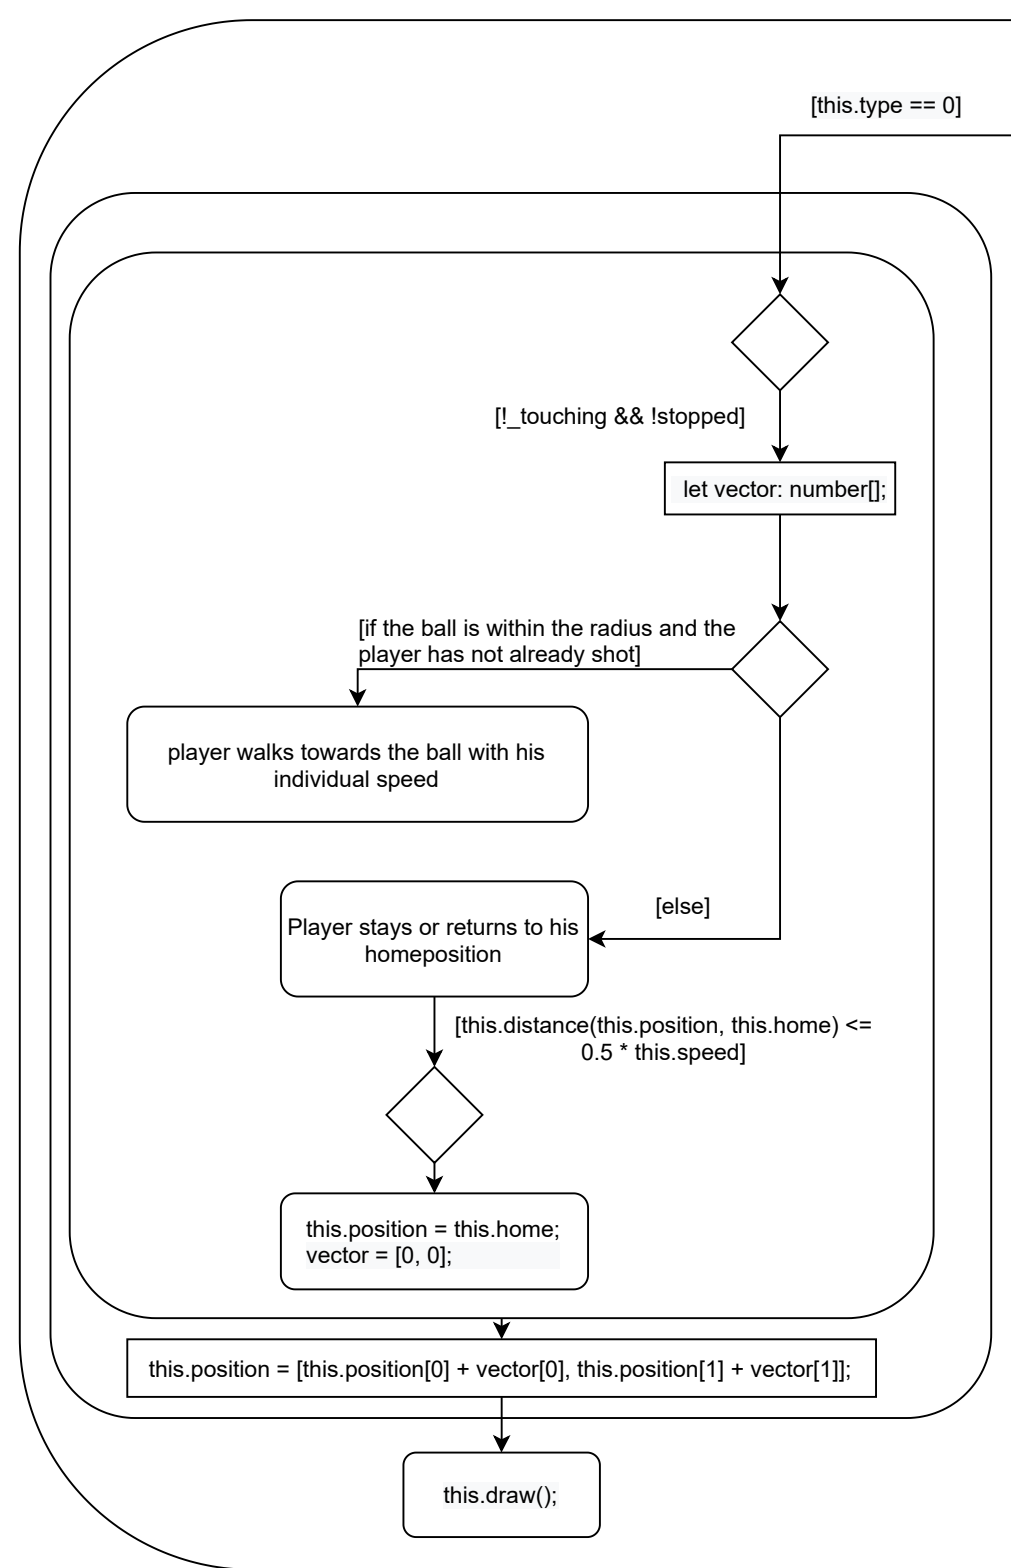 [this.type == 0]
[!_touching && !stopped]
let vector: number[];
[if the ball is within the radius and the
player has not already shot]
player walks towards the ball with his
individual speed
[else]
Player stays or returns to his
homeposition
[this.distance(this.position, this.home) <=
0.5 * this.speed]
this.position = this.home;
vector = [0, 0];
this.position = [this.position[0] + vector[0], this.position[1] + vector[1]];
this.draw();